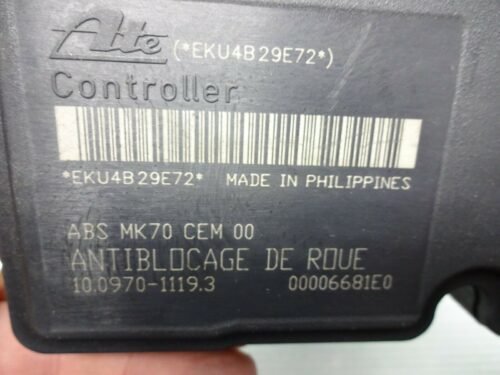 Ate (*EKU4B29E72*)
Controller
*EKU4B29E72* MADE IN PHILIPPINES
ABS MK70 CEM 00
ANTIBLOCAGE DE ROUE
10.0970-1119.3 00006681E0